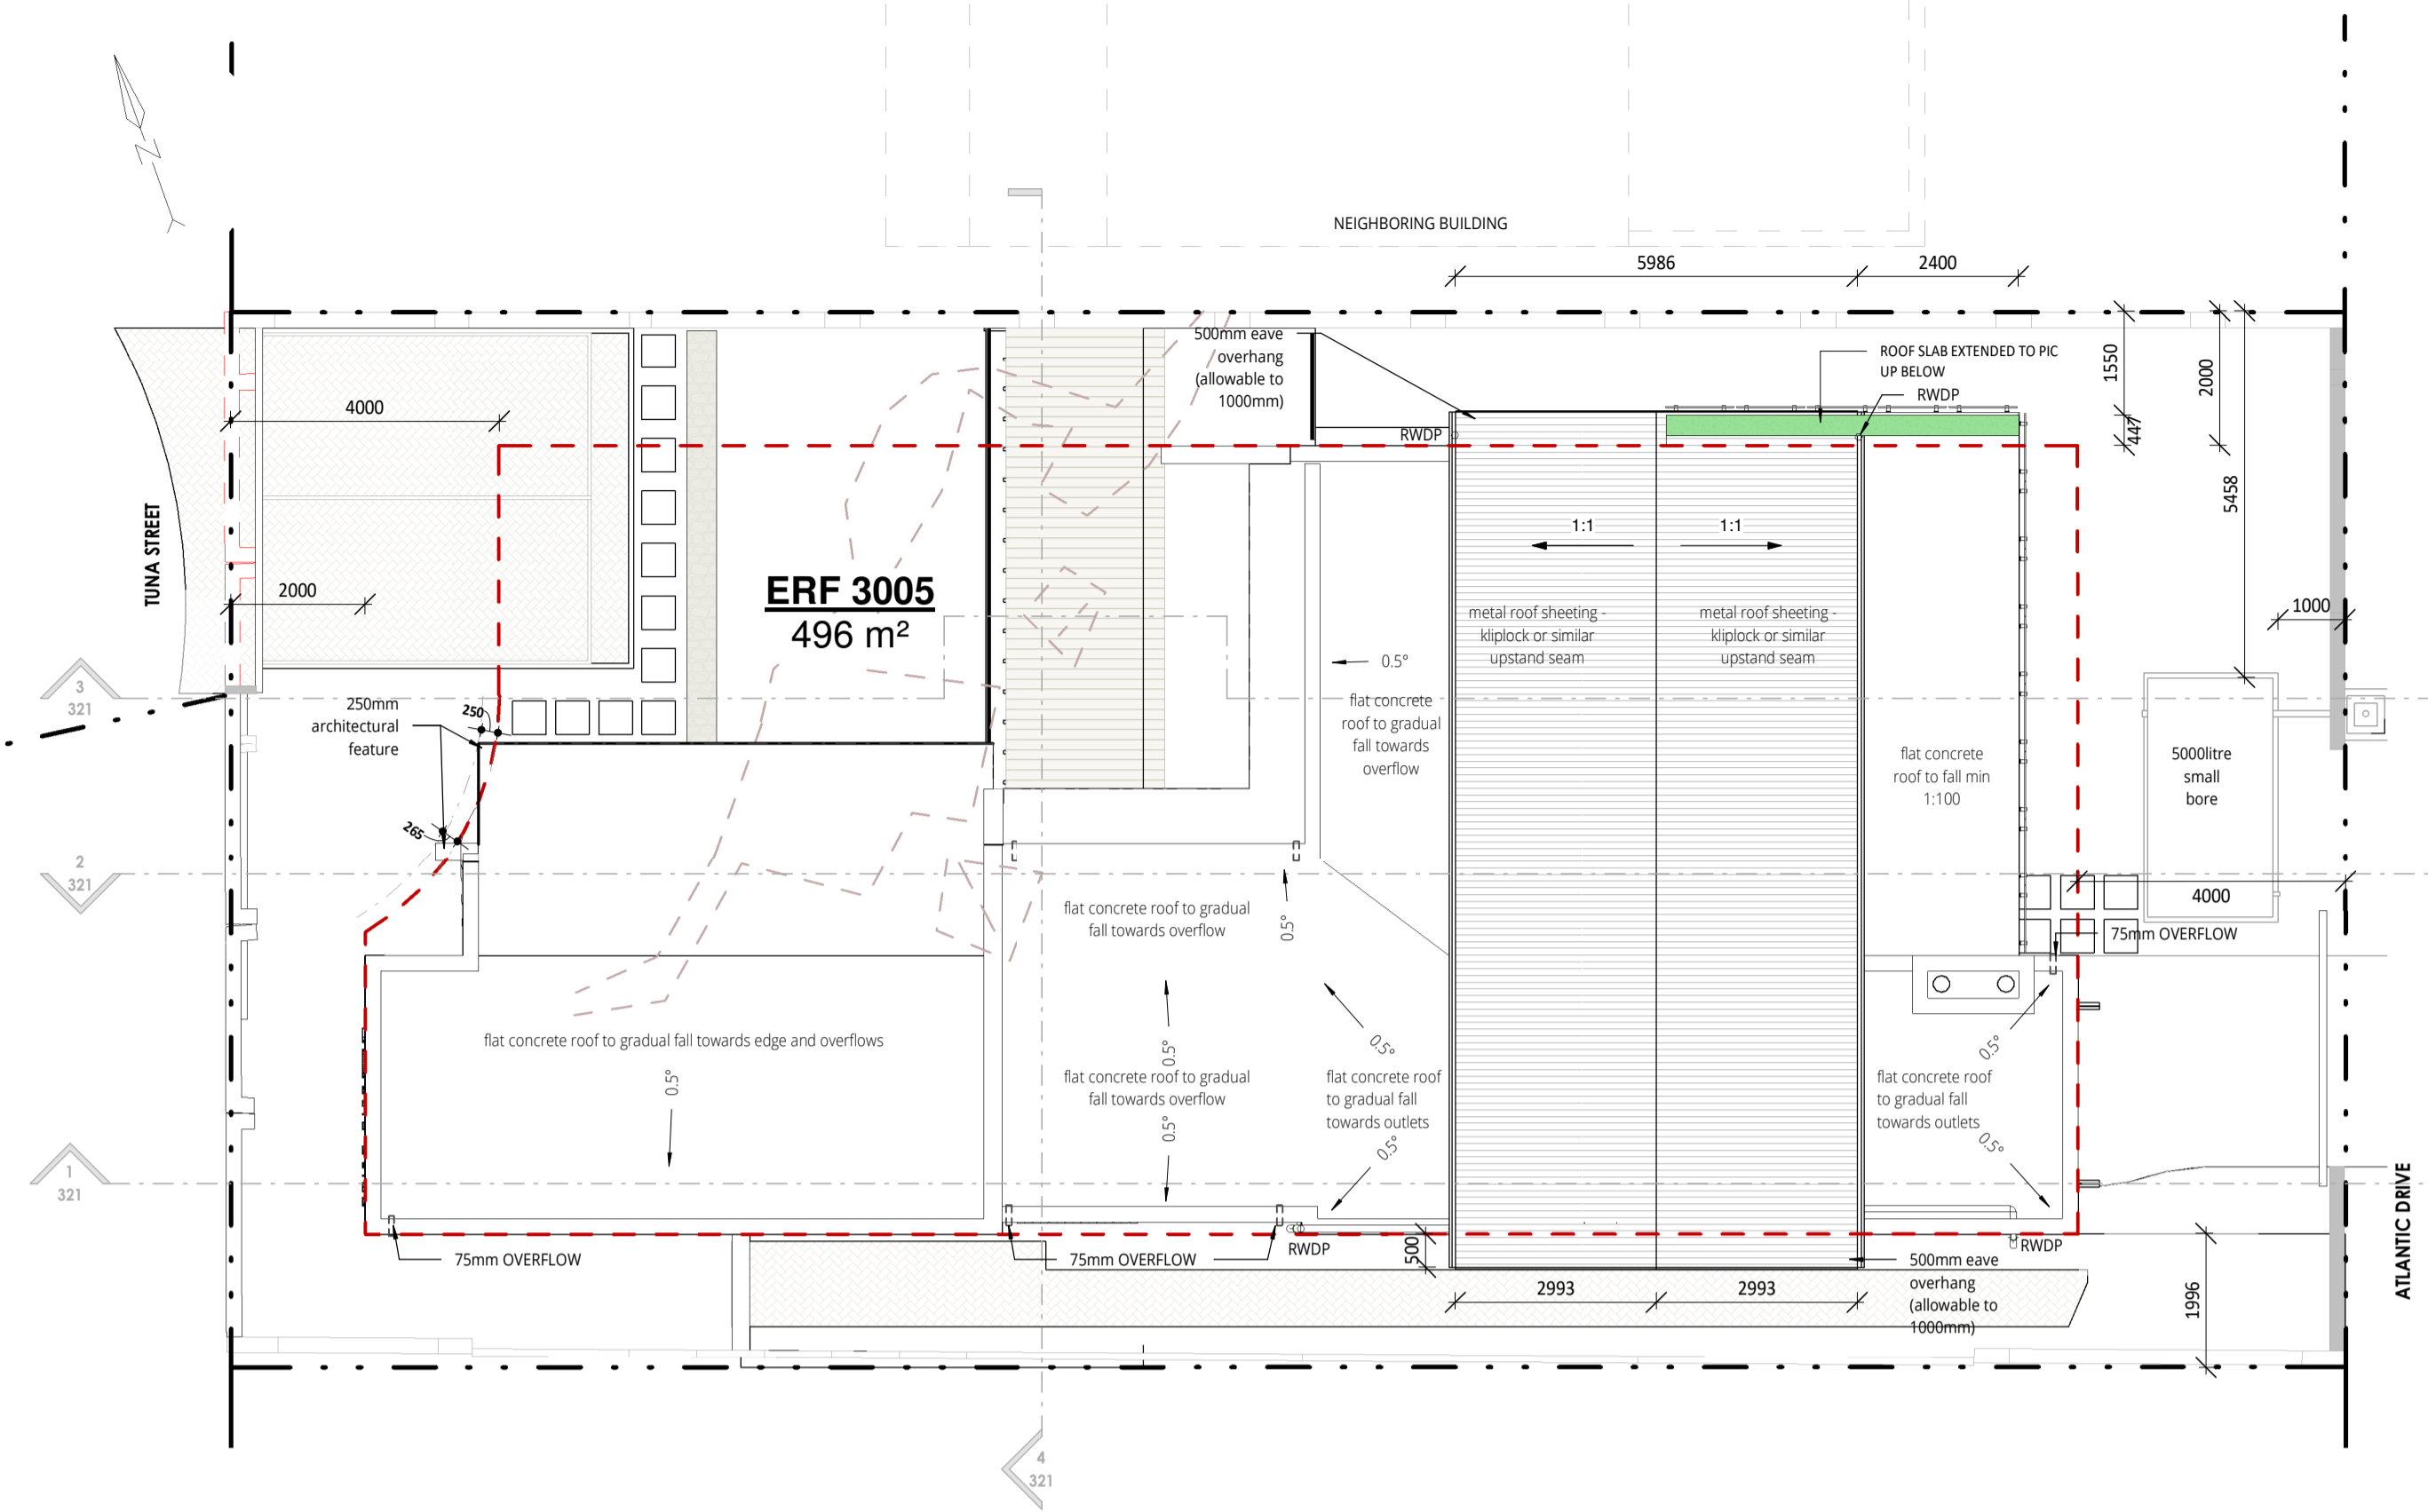 N
NEIGHBORING BUILDING
5986
2400
500mm eave
overhang
(allowable to
1000mm)
ROOF SLAB EXTENDED TO PIC
UP BELOW
RWDP
RWDP
1550
2000
447
5458
4000
TUNA STREET
2000
ERF 3005
496 m²
1:1
1:1
metal roof sheeting -
kliplock or similar
upstand seam
metal roof sheeting -
kliplock or similar
upstand seam
1000
3
321
250mm
architectural
feature
250
265
0.5°
flat concrete
roof to gradual
fall towards
overflow
flat concrete
roof to fall min
1:100
5000litre
small
bore
2
321
4000
75mm OVERFLOW
flat concrete roof to gradual
fall towards overflow
0.5°
flat concrete roof to gradual fall towards edge and overflows
0.5°
0.5°
flat concrete roof to gradual
fall towards overflow
0.5°
0.5°
flat concrete roof
to gradual fall
towards outlets
0.5°
0.5°
flat concrete roof
to gradual fall
towards outlets
0.5°
1
321
ATLANTIC DRIVE
75mm OVERFLOW
75mm OVERFLOW
RWDP
500
RWDP
500mm eave
overhang
(allowable to
1000mm)
2993
2993
1996
4
321